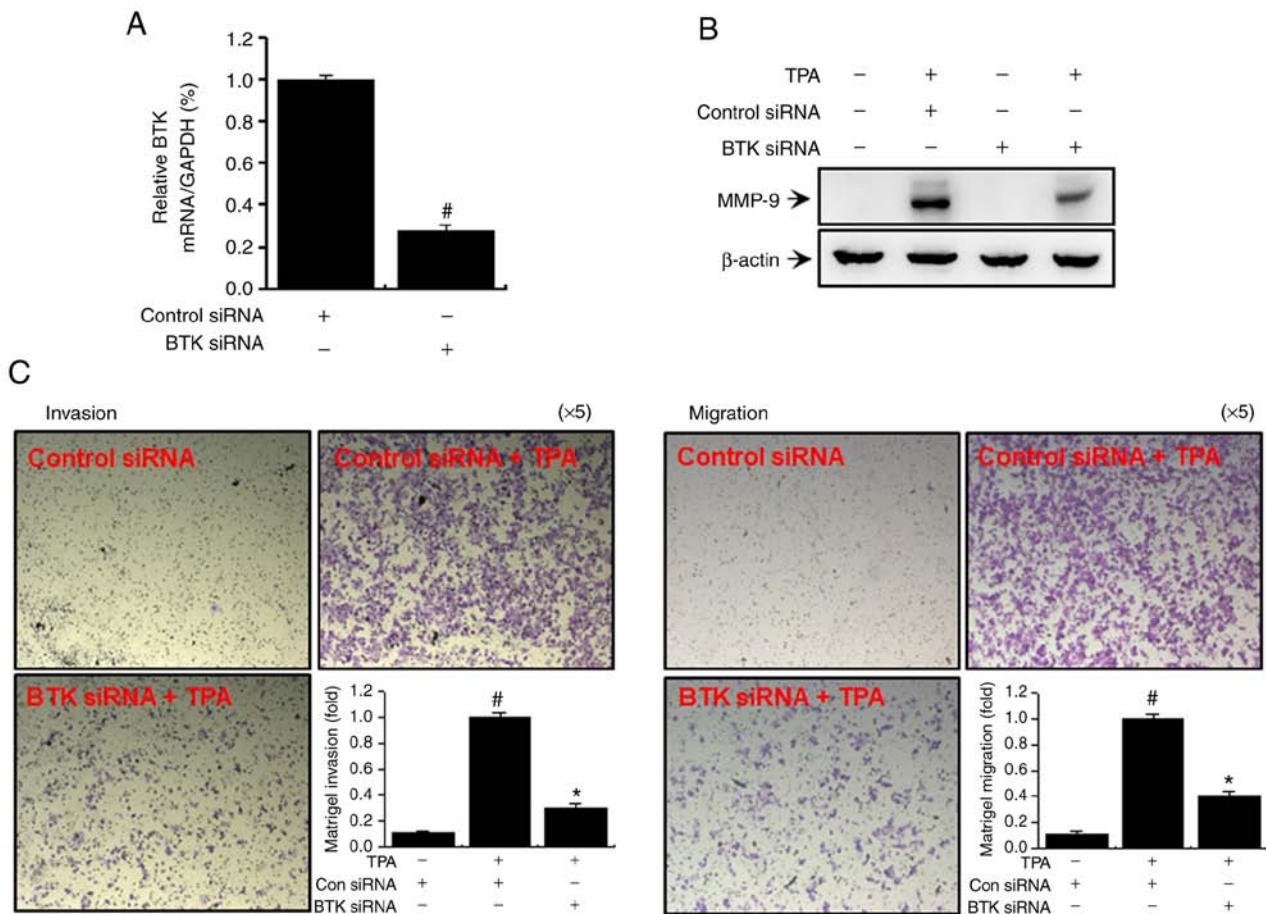 A
Relative BTK
mRNA/GAPDH (%)
1.2
1.0
0.8
0.6
0.4
0.2
0.0
#
Control siRNA + −
BTK siRNA − +
B
TPA − + − +
Control siRNA − + − −
BTK siRNA − − + +
MMP-9
β-actin
C
Invasion (×5)
Control siRNA
Control siRNA + TPA
BTK siRNA + TPA
Matrigel invasion (fold)
1.2
1.0
0.8
0.6
0.4
0.2
0.0
#
*
TPA − + +
Con siRNA + + −
BTK siRNA − − +
Migration (×5)
Control siRNA
Control siRNA + TPA
BTK siRNA + TPA
Matrigel migration (fold)
1.2
1.0
0.8
0.6
0.4
0.2
0.0
#
*
TPA − + +
Con siRNA + + −
BTK siRNA − − +